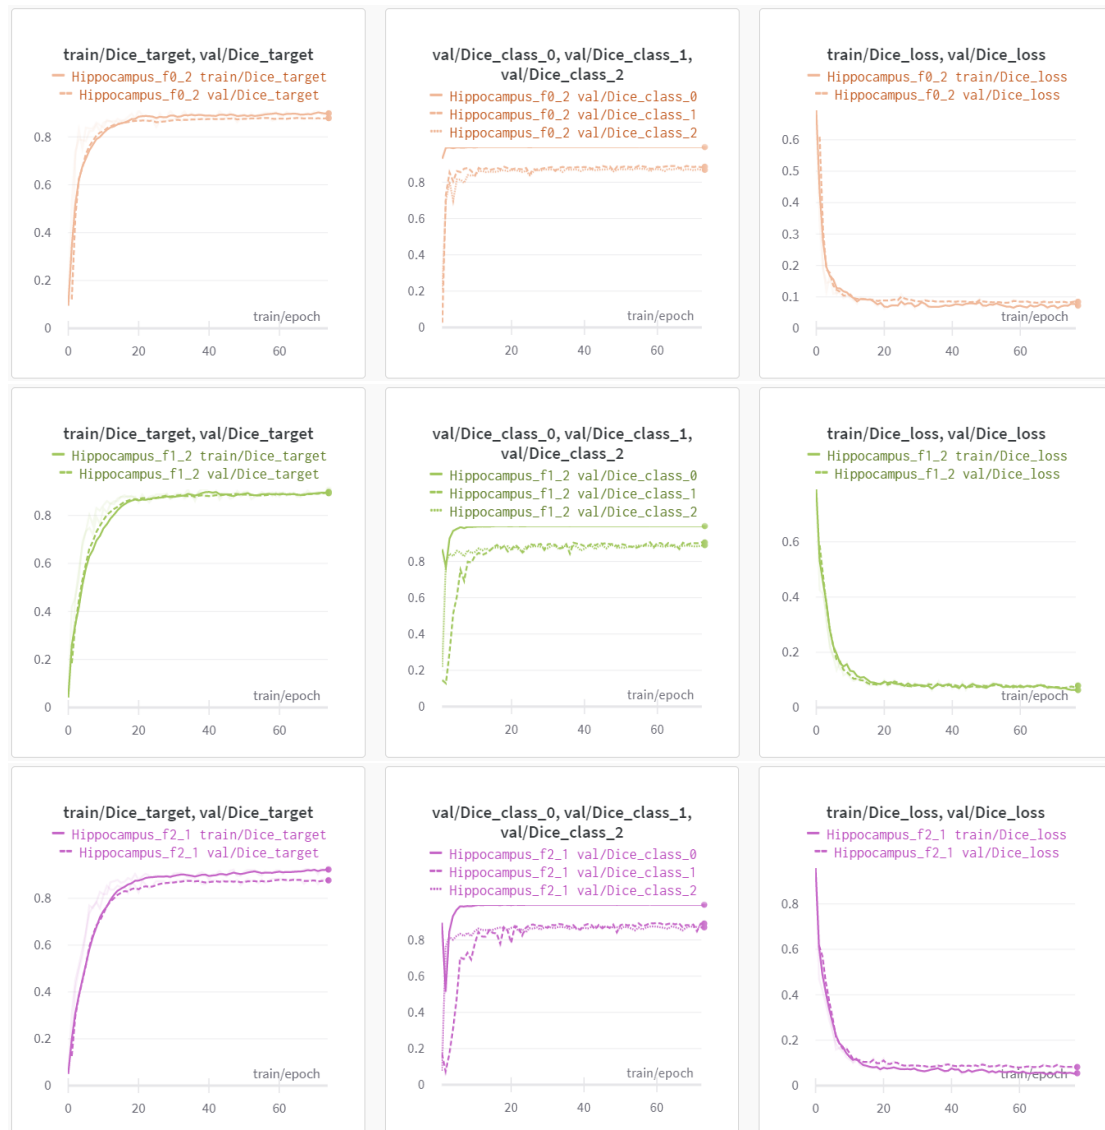 train/Dice_target, val/Dice_target
Hippocampus_f0_2 train/Dice_target
Hippocampus_f0_2 val/Dice_target
0.8
0.6
0.4
0.2
0
train/epoch
0 20 40 60
val/Dice_class_0, val/Dice_class_1,
val/Dice_class_2
Hippocampus_f0_2 val/Dice_class_0
Hippocampus_f0_2 val/Dice_class_1
Hippocampus_f0_2 val/Dice_class_2
0.8
0.6
0.4
0.2
0
train/epoch
20 40 60
train/Dice_loss, val/Dice_loss
Hippocampus_f0_2 train/Dice_loss
Hippocampus_f0_2 val/Dice_loss
0.6
0.5
0.4
0.3
0.2
0.1
0
train/epoch
0 20 40 60
train/Dice_target, val/Dice_target
Hippocampus_f1_2 train/Dice_target
Hippocampus_f1_2 val/Dice_target
0.8
0.6
0.4
0.2
0
train/epoch
0 20 40 60
val/Dice_class_0, val/Dice_class_1,
val/Dice_class_2
Hippocampus_f1_2 val/Dice_class_0
Hippocampus_f1_2 val/Dice_class_1
Hippocampus_f1_2 val/Dice_class_2
0.8
0.6
0.4
0.2
0
train/epoch
20 40 60
train/Dice_loss, val/Dice_loss
Hippocampus_f1_2 train/Dice_loss
Hippocampus_f1_2 val/Dice_loss
0.6
0.4
0.2
0
train/epoch
0 20 40 60
train/Dice_target, val/Dice_target
Hippocampus_f2_1 train/Dice_target
Hippocampus_f2_1 val/Dice_target
0.8
0.6
0.4
0.2
0
train/epoch
0 20 40 60
val/Dice_class_0, val/Dice_class_1,
val/Dice_class_2
Hippocampus_f2_1 val/Dice_class_0
Hippocampus_f2_1 val/Dice_class_1
Hippocampus_f2_1 val/Dice_class_2
0.8
0.6
0.4
0.2
0
train/epoch
20 40 60
train/Dice_loss, val/Dice_loss
Hippocampus_f2_1 train/Dice_loss
Hippocampus_f2_1 val/Dice_loss
0.8
0.6
0.4
0.2
0
train/epoch
0 20 40 60